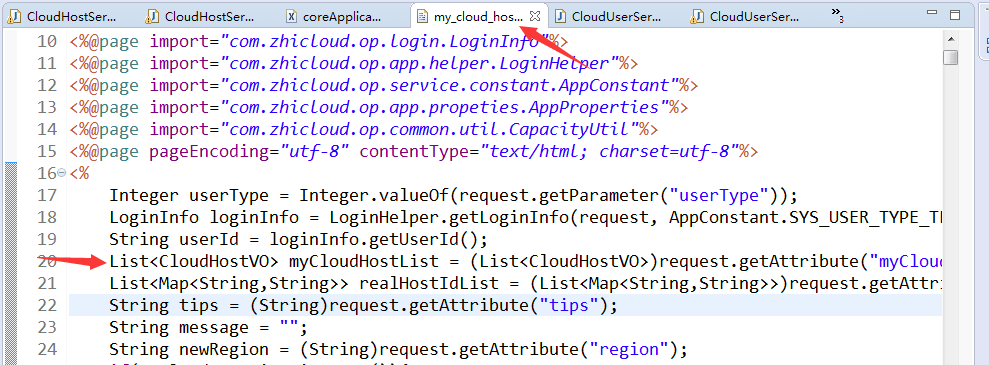 CloudHostSer... CloudHostSer... coreApplica... my_cloud_hos... CloudUserSer... CloudUserSer... »3
10 <%@page import="com.zhicloud.op.login.LoginInfo"%>
11 <%@page import="com.zhicloud.op.app.helper.LoginHelper"%>
12 <%@page import="com.zhicloud.op.service.constant.AppConstant"%>
13 <%@page import="com.zhicloud.op.app.propeties.AppProperties"%>
14 <%@page import="com.zhicloud.op.common.util.CapacityUtil"%>
15 <%@page pageEncoding="utf-8" contentType="text/html; charset=utf-8"%>
16 <%
17 Integer userType = Integer.valueOf(request.getParameter("userType"));
18 LoginInfo loginInfo = LoginHelper.getLoginInfo(request, AppConstant.SYS_USER_TYPE_TE
19 String userId = loginInfo.getUserId();
20 List<CloudHostVO> myCloudHostList = (List<CloudHostVO>)request.getAttribute("myCloud
21 List<Map<String,String>> realHostIdList = (List<Map<String,String>>)request.getAttri
22 String tips = (String)request.getAttribute("tips");
23 String message = "";
24 String newRegion = (String)request.getAttribute("region");